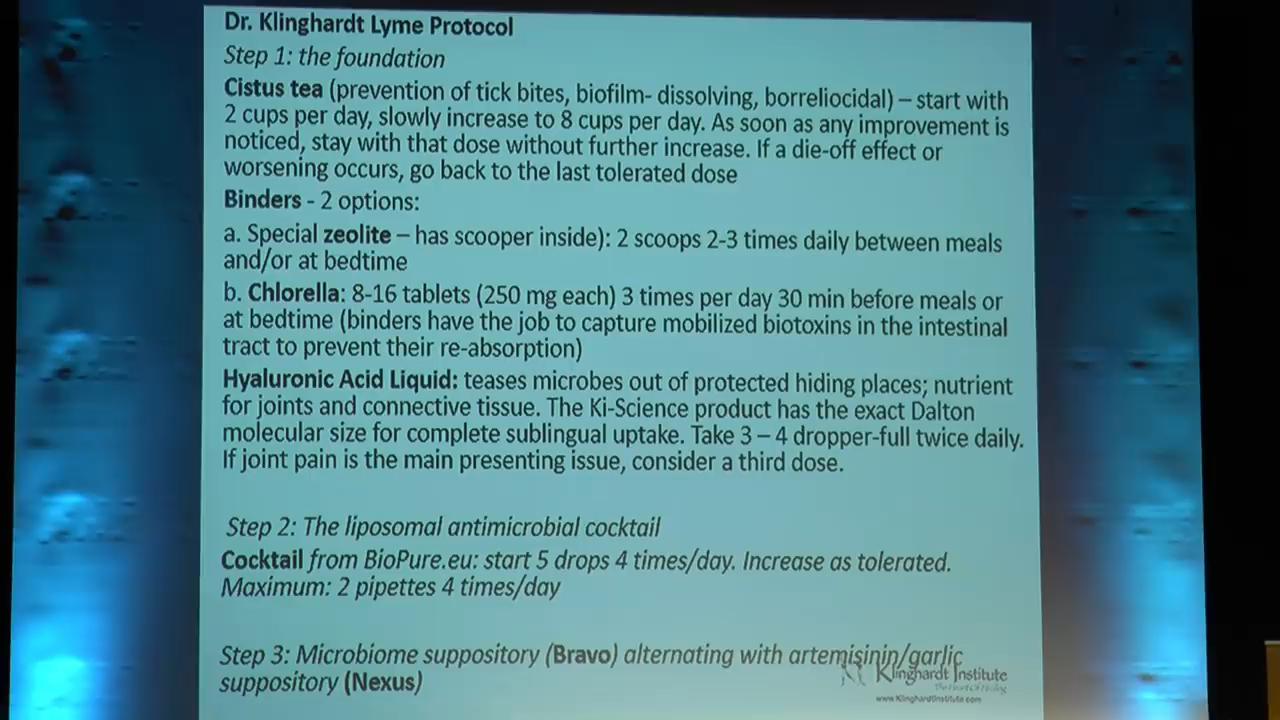 Dr. Klinghardt Lyme Protocol
Step 1: the foundation
Cistus tea (prevention of tick bites, biofilm- dissolving, borreliocidal) – start with
2 cups per day, slowly increase to 8 cups per day. As soon as any improvement is
noticed, stay with that dose without further increase. If a die-off effect or
worsening occurs, go back to the last tolerated dose
Binders - 2 options:
a. Special zeolite – has scooper inside): 2 scoops 2-3 times daily between meals
and/or at bedtime
b. Chlorella: 8-16 tablets (250 mg each) 3 times per day 30 min before meals or
at bedtime (binders have the job to capture mobilized biotoxins in the intestinal
tract to prevent their re-absorption)
Hyaluronic Acid Liquid: teases microbes out of protected hiding places; nutrient
for joints and connective tissue. The Ki-Science product has the exact Dalton
molecular size for complete sublingual uptake. Take 3 – 4 dropper-full twice daily.
If joint pain is the main presenting issue, consider a third dose.
Step 2: The liposomal antimicrobial cocktail
Cocktail from BioPure.eu: start 5 drops 4 times/day. Increase as tolerated.
Maximum: 2 pipettes 4 times/day
Step 3: Microbiome suppository (Bravo) alternating with artemisinin/garlic
suppository (Nexus)
Klinghardt Institute
The Heart Of Healing
www.KlinghardtInstitute.com